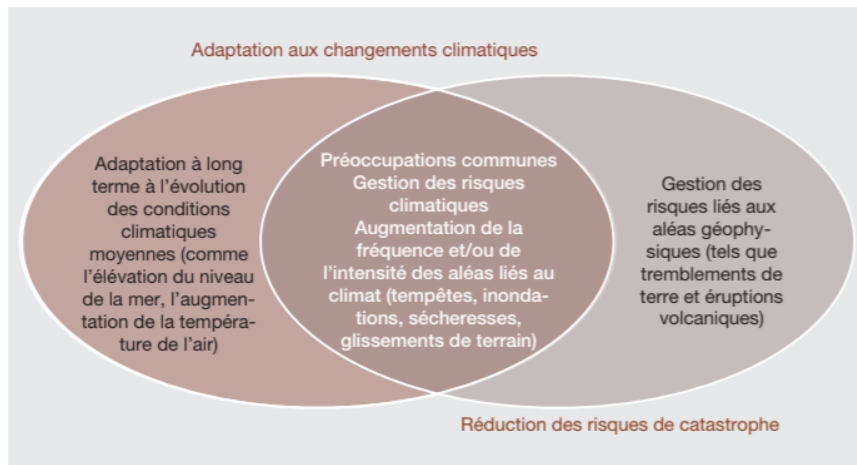 Adaptation aux changements climatiques
Adaptation à long
terme à l'évolution
des conditions
climatiques
moyennes (comme
l'élévation du niveau
de la mer, l'augmen-
tation de la tempéra-
ture de l'air)
Préoccupations communes
Gestion des risques
climatiques
Augmentation de la
fréquence et/ou de
l'intensité des aléas liés au
climat (tempêtes, inonda-
tions, sécheresses,
glissements de terrain)
Gestion des
risques liés aux
aléas géophy-
siques (tels que
tremblements de
terre et éruptions
volcaniques)
Réduction des risques de catastrophe